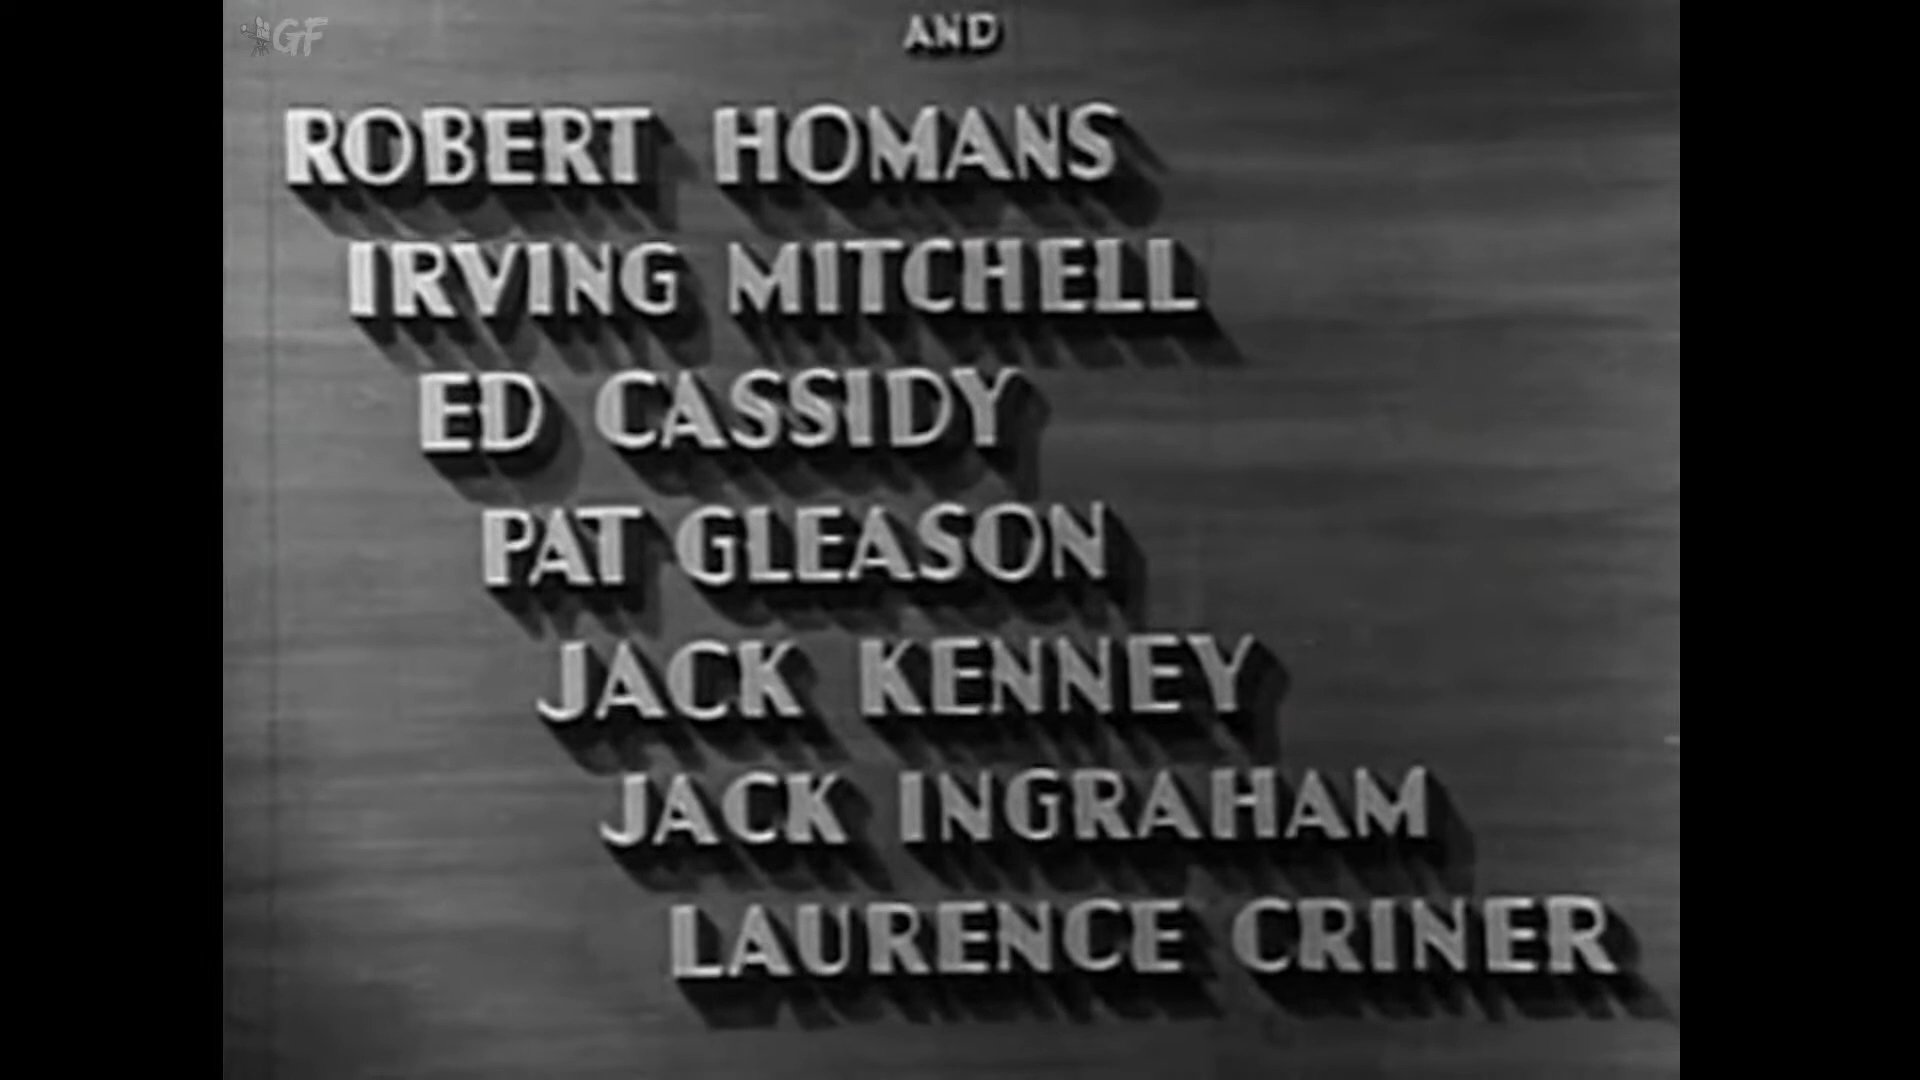 GF
AND
ROBERT HOMANS
IRVING MITCHELL
ED CASSIDY
PAT GLEASON
JACK KENNEY
JACK INGRAHAM
LAURENCE CRINER